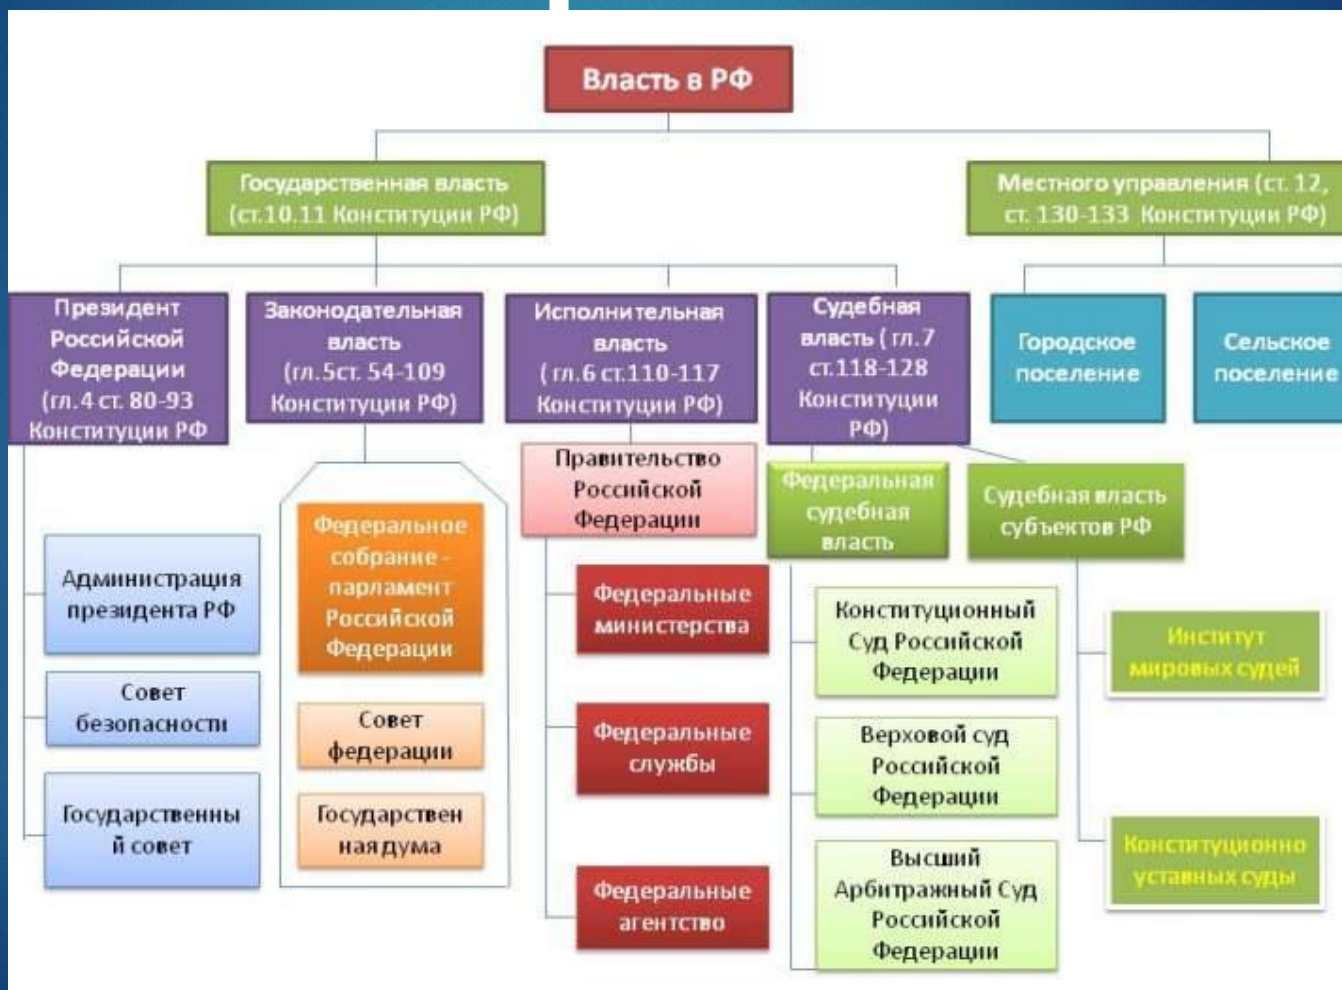 Власть в РФ
Государственная власть
(ст.10.11 Конституции РФ)
Местного управления (ст. 12,
ст. 130-133 Конституции РФ)
Президент
Российской
Федерации
(гл.4 ст. 80-93
Конституции РФ
Законодательная
власть
(гл.5ст. 54-109
Конституции РФ)
Исполнительная
власть
( гл.6 ст.110-117
Конституции РФ)
Судебная
власть ( гл.7
ст.118-128
Конституции
РФ)
Городское
поселение
Сельское
поселение
Администрация
президента РФ
Совет
безопасности
Государственны
й совет
Федеральное
собрание -
парламент
Российской
Федерации
Совет
федерации
Государствен
ная дума
Правительство
Российской
Федерации
Федеральные
министерства
Федеральные
службы
Федеральные
агентство
Федеральная
судебная
власть
Конституционный
Суд Российской
Федерации
Верховой суд
Российской
Федерации
Высший
Арбитражный Суд
Российской
Федерации
Судебная власть
субъектов РФ
Институт
мировых судей
Конституционно
уставных суды